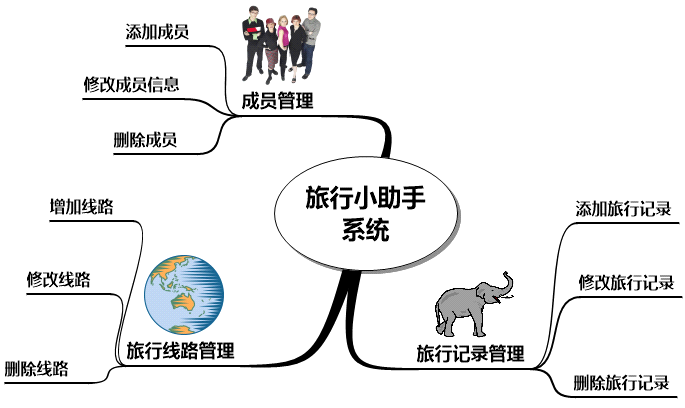 添加成员
修改成员信息
删除成员
成员管理
旅行小助手
系统
增加线路
修改线路
删除线路
旅行线路管理
添加旅行记录
修改旅行记录
删除旅行记录
旅行记录管理